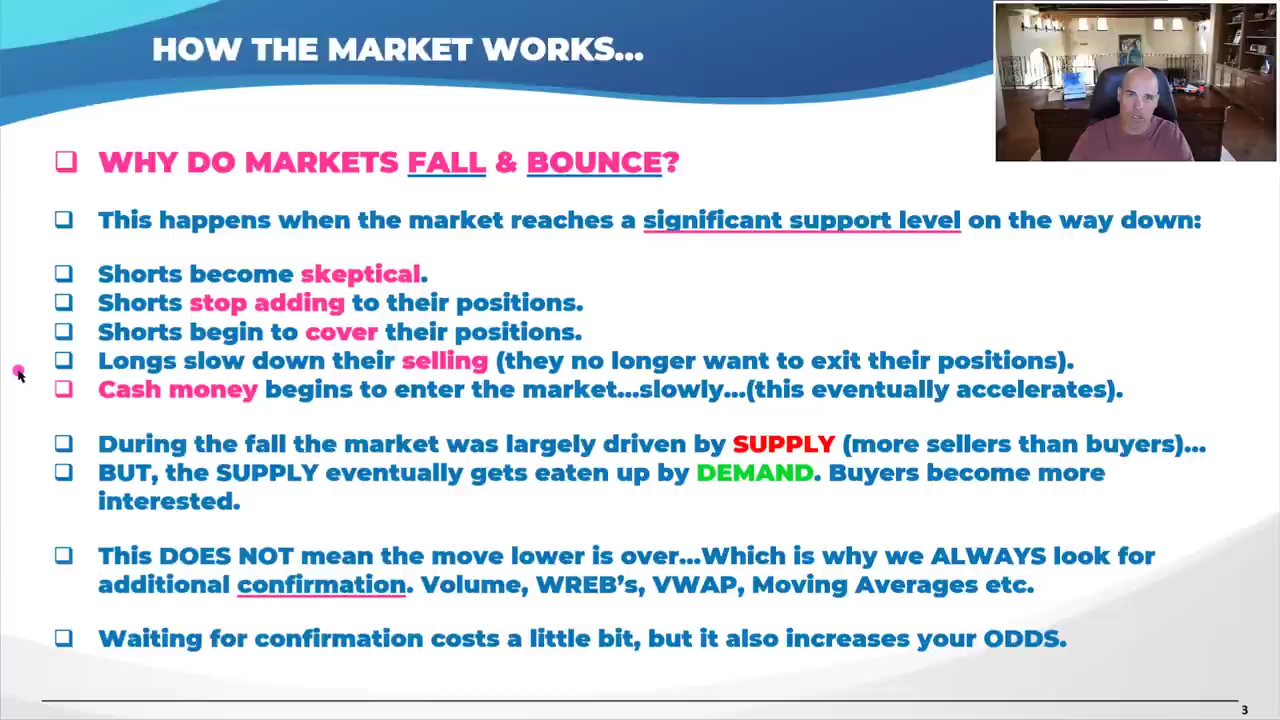 HOW THE MARKET WORKS...
WHY DO MARKETS FALL & BOUNCE?
This happens when the market reaches a significant support level on the way down:
Shorts become skeptical.
Shorts stop adding to their positions.
Shorts begin to cover their positions.
Longs slow down their selling (they no longer want to exit their positions).
Cash money begins to enter the market...slowly...(this eventually accelerates).
During the fall the market was largely driven by SUPPLY (more sellers than buyers)...
BUT, the SUPPLY eventually gets eaten up by DEMAND. Buyers become more
interested.
This DOES NOT mean the move lower is over...Which is why we ALWAYS look for
additional confirmation. Volume, WREB’s, VWAP, Moving Averages etc.
Waiting for confirmation costs a little bit, but it also increases your ODDS.
3